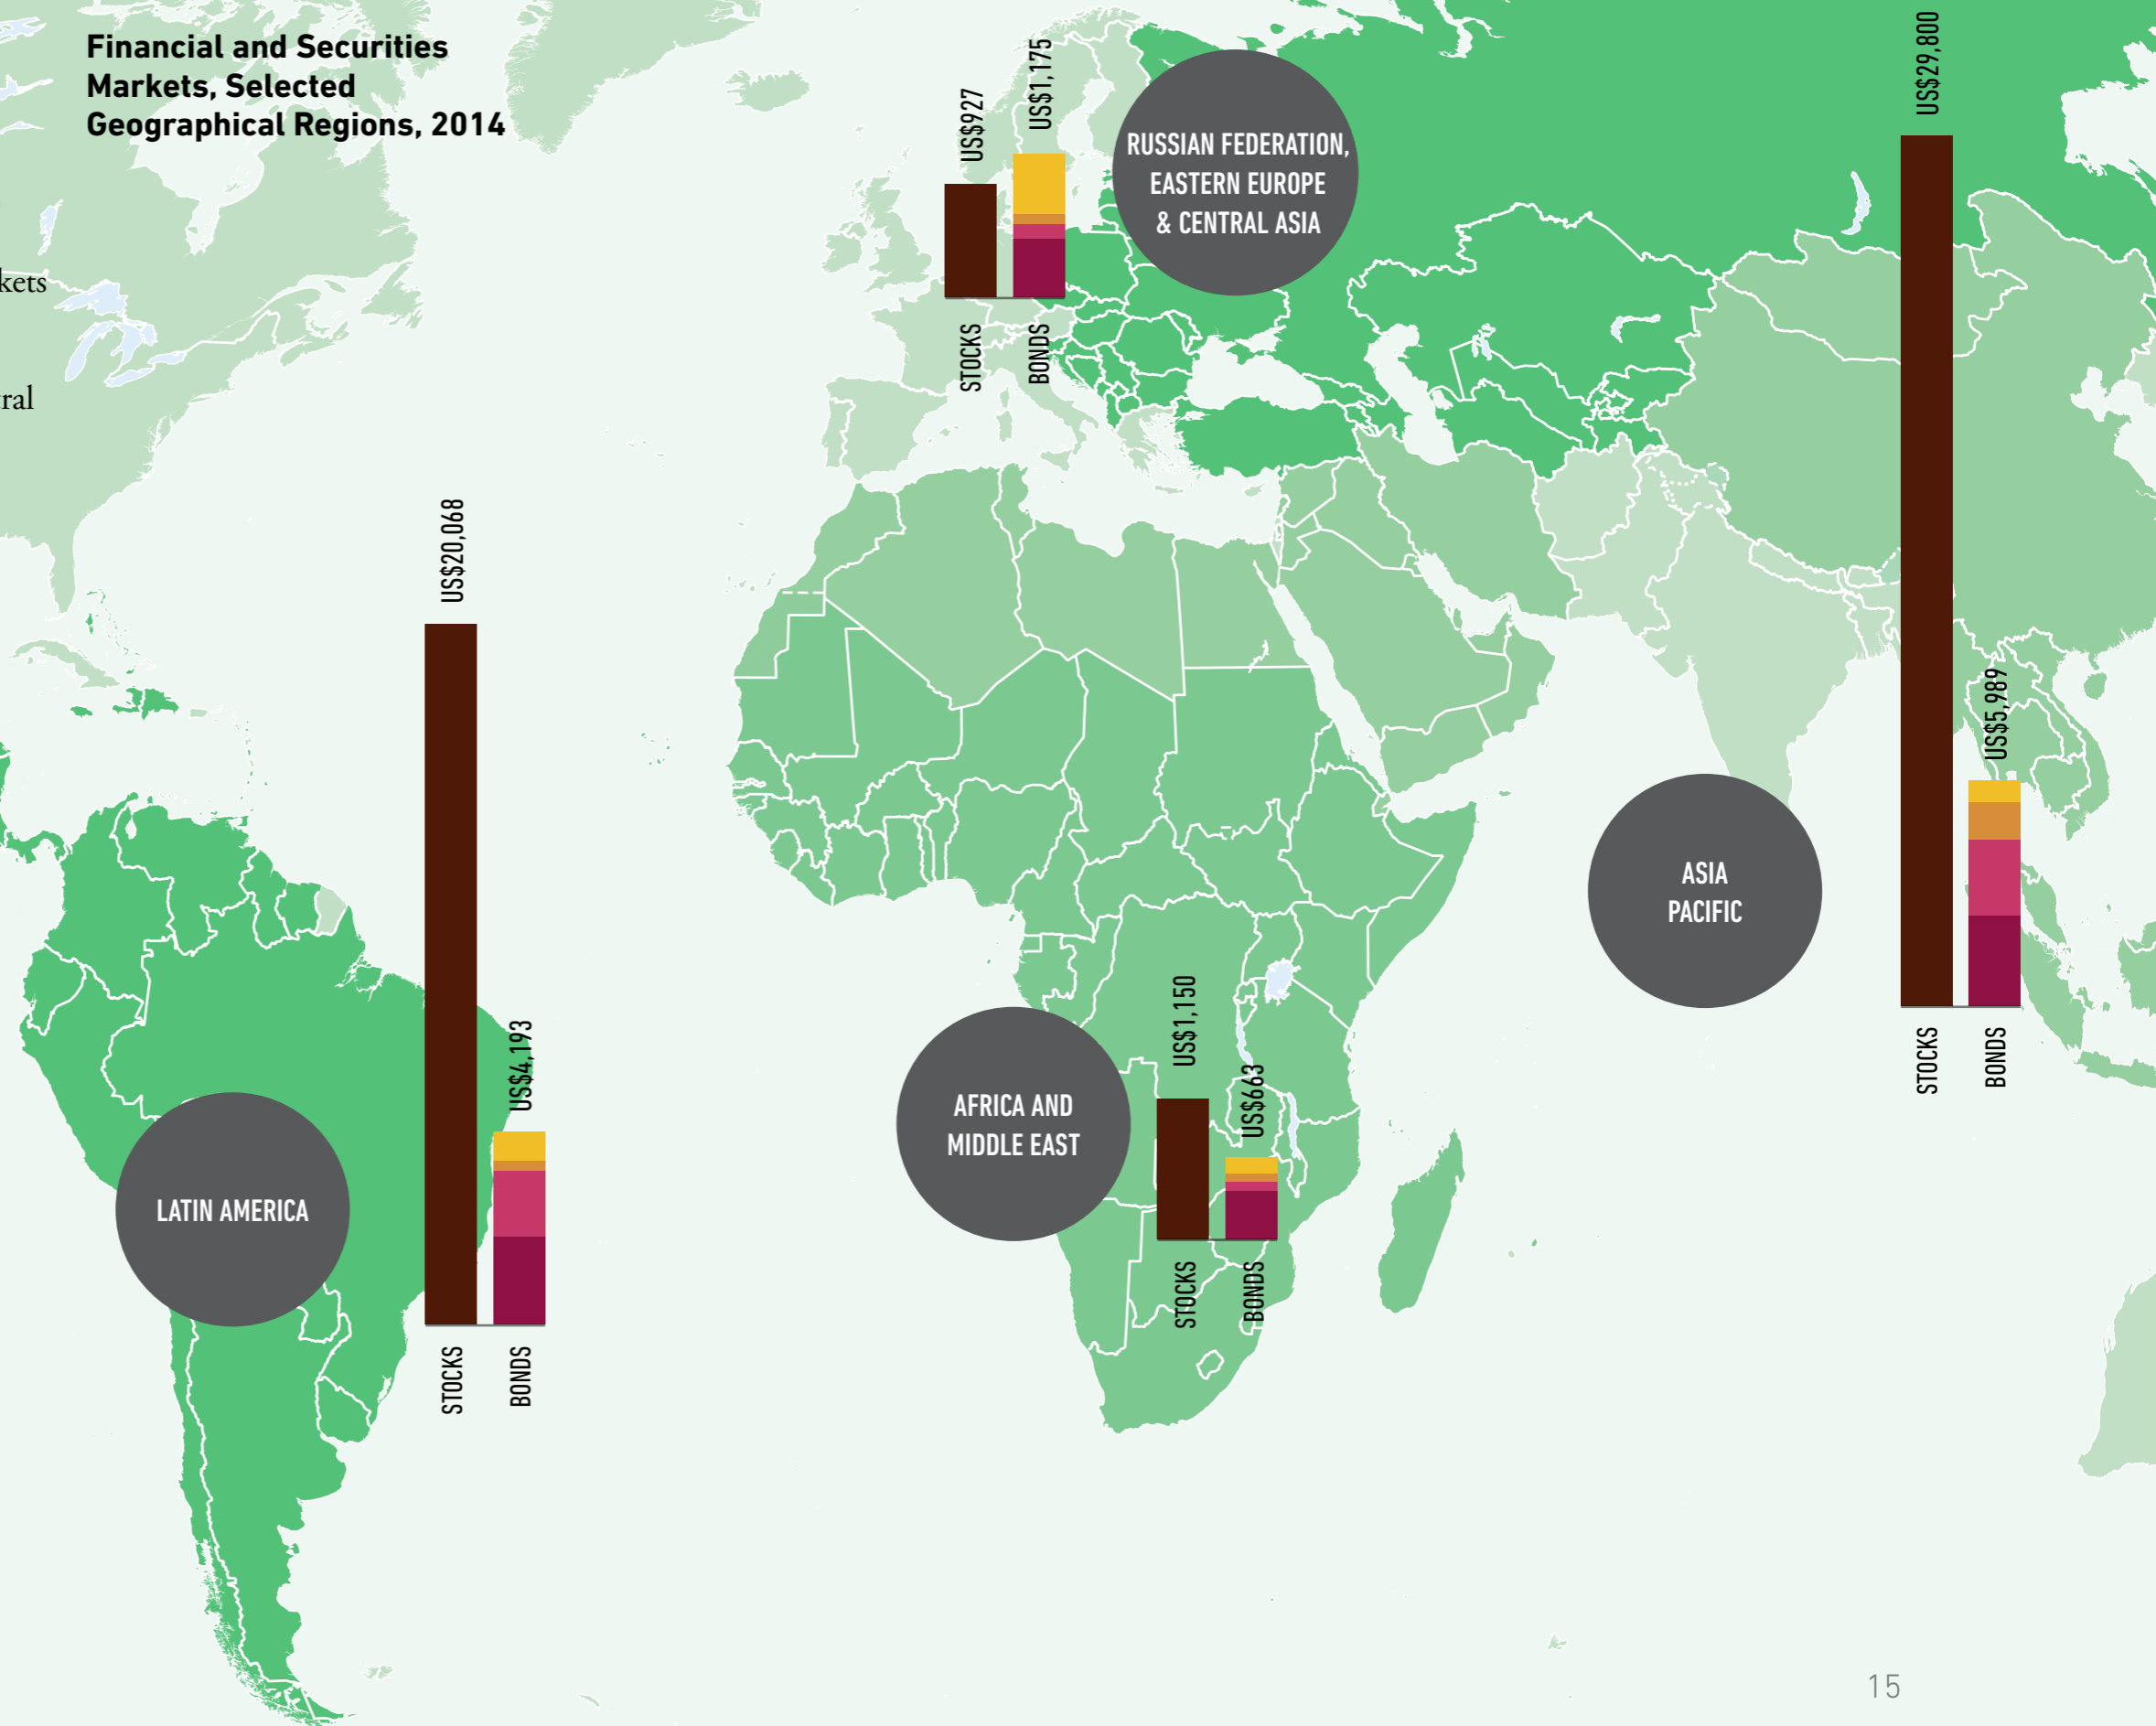 Financial and Securities
Markets, Selected
Geographical Regions, 2014
kets
ral
US$927
US$1,175
STOCKS
BONDS
RUSSIAN FEDERATION,
EASTERN EUROPE
& CENTRAL ASIA
US$29,800
US$5,989
STOCKS
BONDS
ASIA
PACIFIC
US$20,068
US$4,193
STOCKS
BONDS
LATIN AMERICA
AFRICA AND
MIDDLE EAST
US$1,150
US$663
STOCKS
BONDS
15